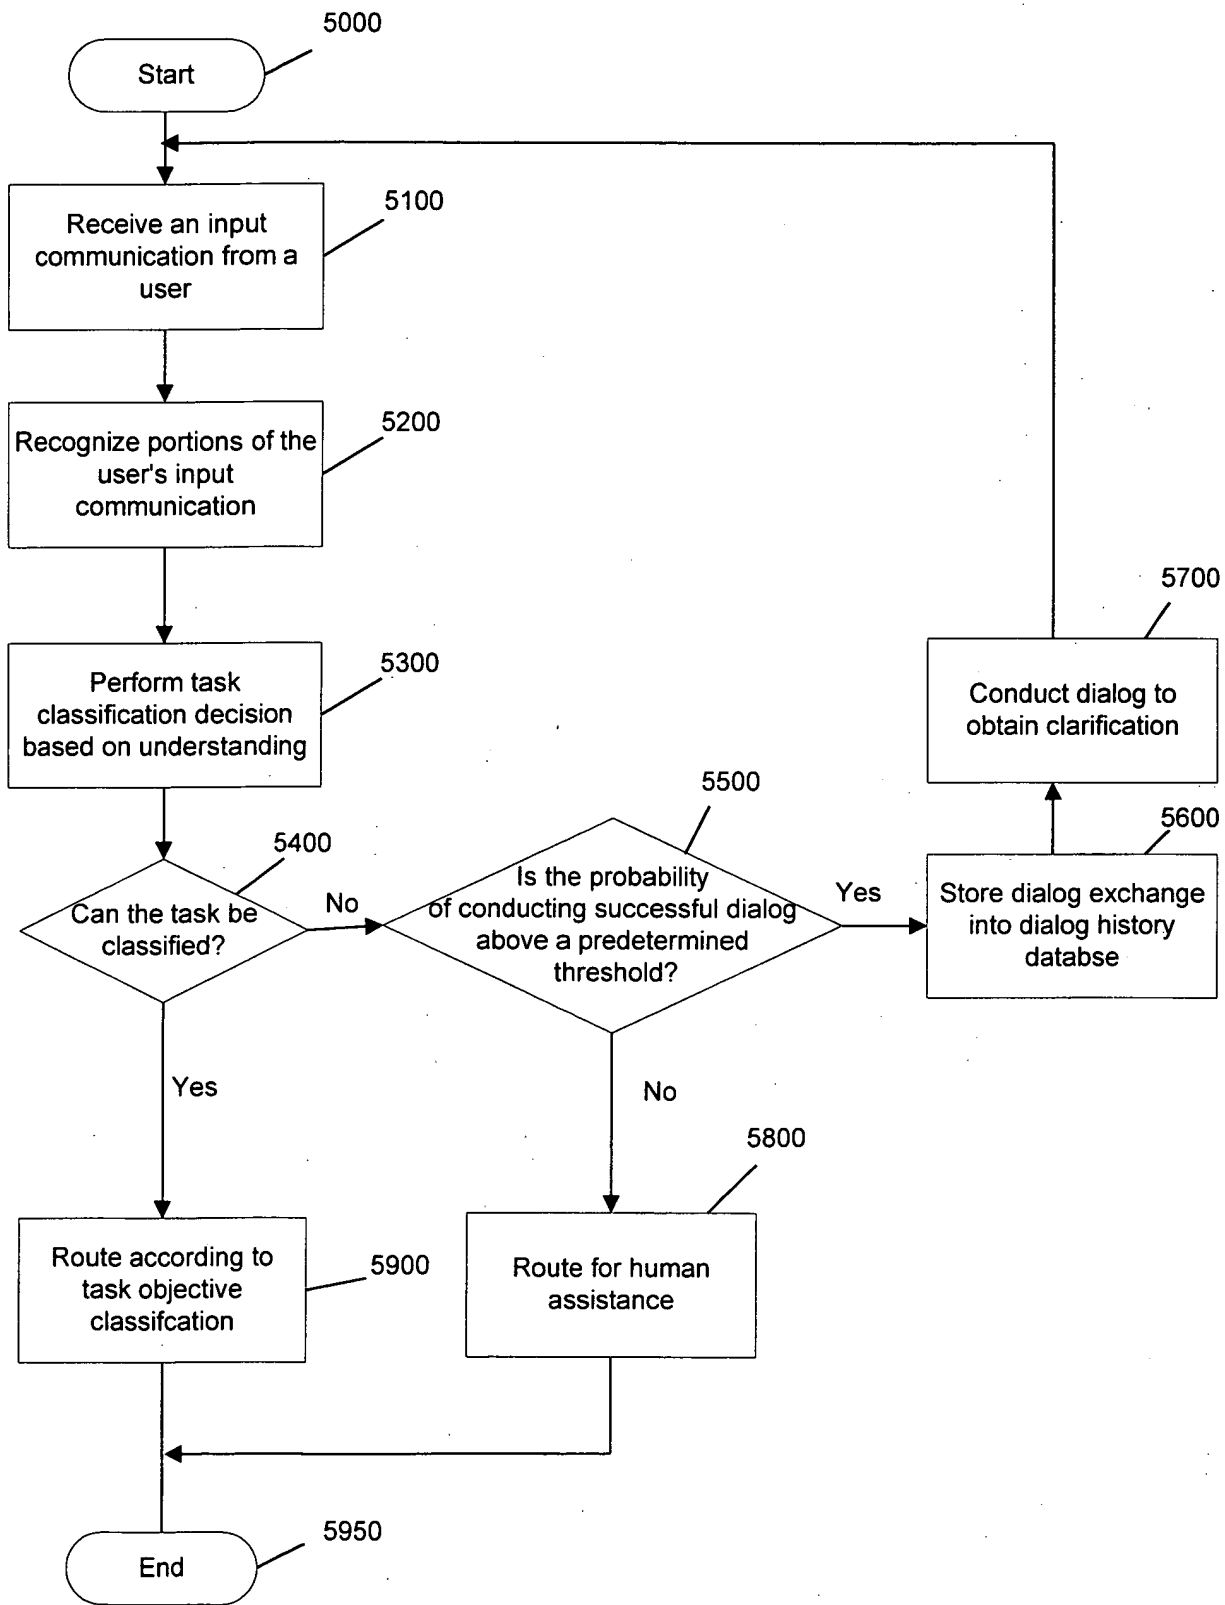 5000
Start
5100
Receive an input
communication from a
user
5200
Recognize portions of the
user's input
communication
5300
Perform task
classification decision
based on understanding
5400
Can the task be
classified?
No
5500
Is the probability
of conducting successful dialog
above a predetermined
threshold?
Yes
5600
Store dialog exchange
into dialog history
databse
5700
Conduct dialog to
obtain clarification
Yes
No
5800
Route for human
assistance
5900
Route according to
task objective
classifcation
5950
End